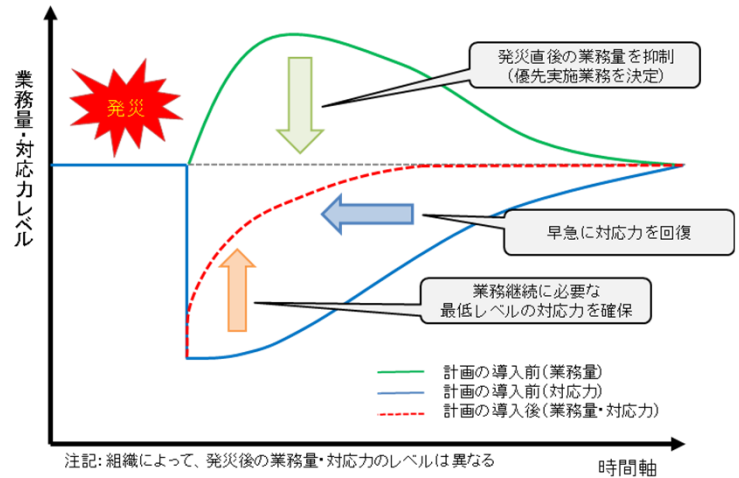 業務量・対応力レベル
発災
発災直後の業務量を抑制
(優先実施業務を決定)
早急に対応力を回復
業務継続に必要な
最低レベルの対応力を確保
計画の導入前(業務量)
計画の導入前(対応力)
計画の導入後(業務量・対応力)
注記:組織によって、発災後の業務量・対応力のレベルは異なる
時間軸